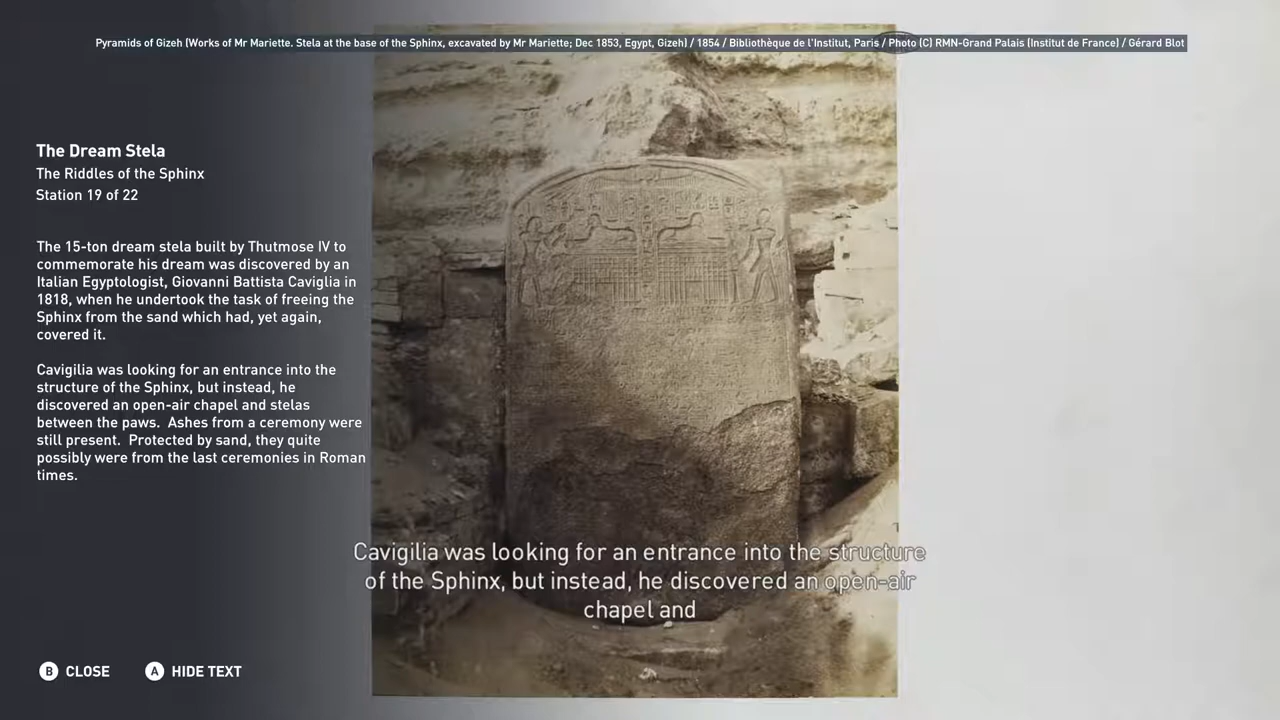 Pyramids of Gizeh (Works of Mr Mariette. Stela at the base of the Sphinx, excavated by Mr Mariette; Dec 1853, Egypt, Gizeh) / 1854 / Bibliothèque de l'Institut, Paris / Photo (C) RMN-Grand Palais (Institut de France) / Gérard Blot
The Dream Stela
The Riddles of the Sphinx
Station 19 of 22
The 15-ton dream stela built by Thutmose IV to
commemorate his dream was discovered by an
Italian Egyptologist, Giovanni Battista Caviglia in
1818, when he undertook the task of freeing the
Sphinx from the sand which had, yet again,
covered it.
Cavigilia was looking for an entrance into the
structure of the Sphinx, but instead, he
discovered an open-air chapel and stelas
between the paws.  Ashes from a ceremony were
still present.  Protected by sand, they quite
possibly were from the last ceremonies in Roman
times.
Cavigilia was looking for an entrance into the structure
of the Sphinx, but instead, he discovered an open-air
chapel and
B CLOSE
A HIDE TEXT